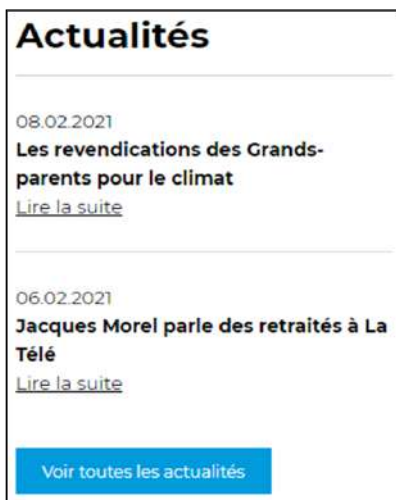 Actualités
08.02.2021
Les revendications des Grands-
parents pour le climat
Lire la suite
06.02.2021
Jacques Morel parle des retraités à La
Télé
Lire la suite
Voir toutes les actualités